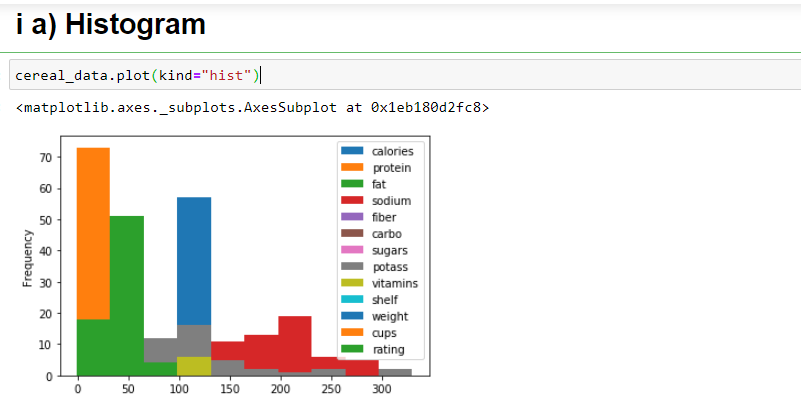 i a) Histogram
cereal_data.plot(kind="hist")
<matplotlib.axes._subplots.AxesSubplot at 0x1eb180d2fc8>
calories
protein
fat
sodium
fiber
carbo
sugars
potass
vitamins
shelf
weight
cups
rating
Frequency
70
60
50
40
30
20
10
0
0 50 100 150 200 250 300